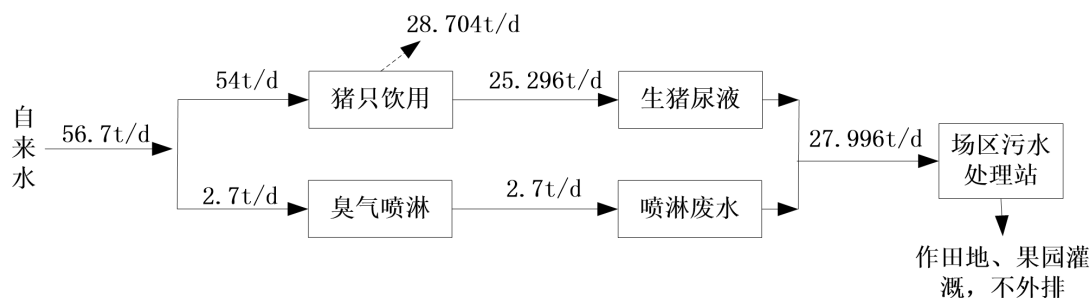 28.704t/d
54t/d
猪只饮用
25.296t/d
生猪尿液
自
来
水
56.7t/d
27.996t/d
场区污水
处理站
2.7t/d
臭气喷淋
2.7t/d
喷淋废水
作田地、果园灌
溉，不外排